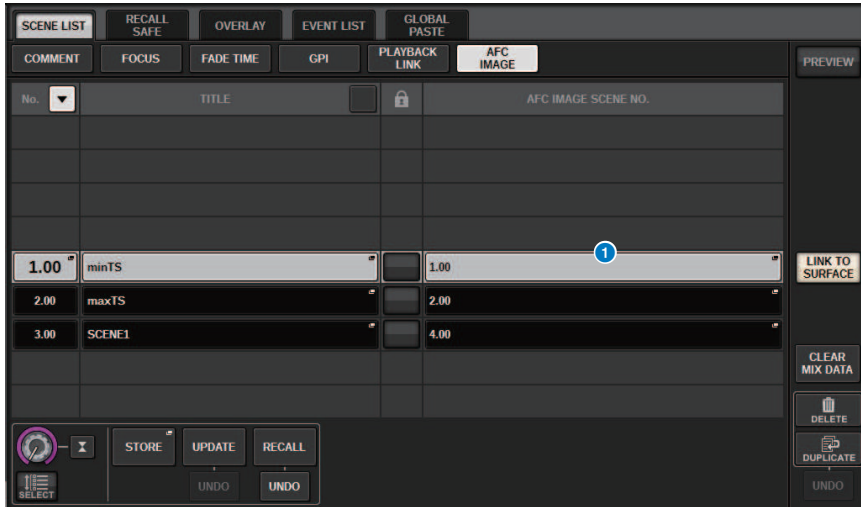 SCENE LIST
RECALL
SAFE
OVERLAY
EVENT LIST
GLOBAL
PASTE
COMMENT
FOCUS
FADE TIME
GPI
PLAYBACK
LINK
AFC
IMAGE
PREVIEW
No.
TITLE
AFC IMAGE SCENE NO.
1
1.00
minTS
1.00
LINK TO
SURFACE
2.00
maxTS
2.00
3.00
SCENE1
4.00
CLEAR
MIX DATA
DELETE
STORE
UPDATE
RECALL
DUPLICATE
SELECT
UNDO
UNDO
UNDO